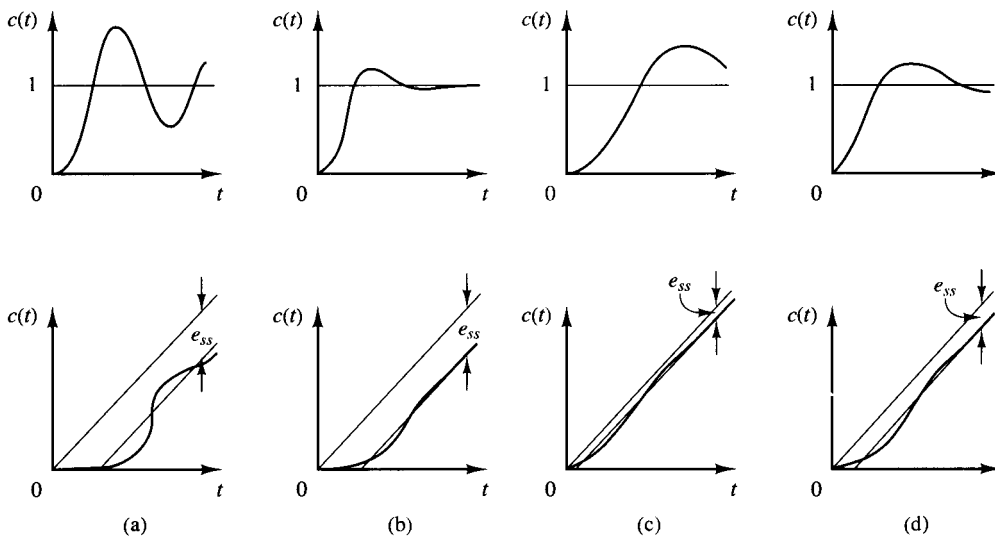 c(t) c(t) c(t) c(t)
1 1 1 1
0 t 0 t 0 t 0 t
c(t) e_ss c(t) e_ss c(t) e_ss c(t) e_ss
0 t 0 t 0 t 0 t
(a) (b) (c) (d)